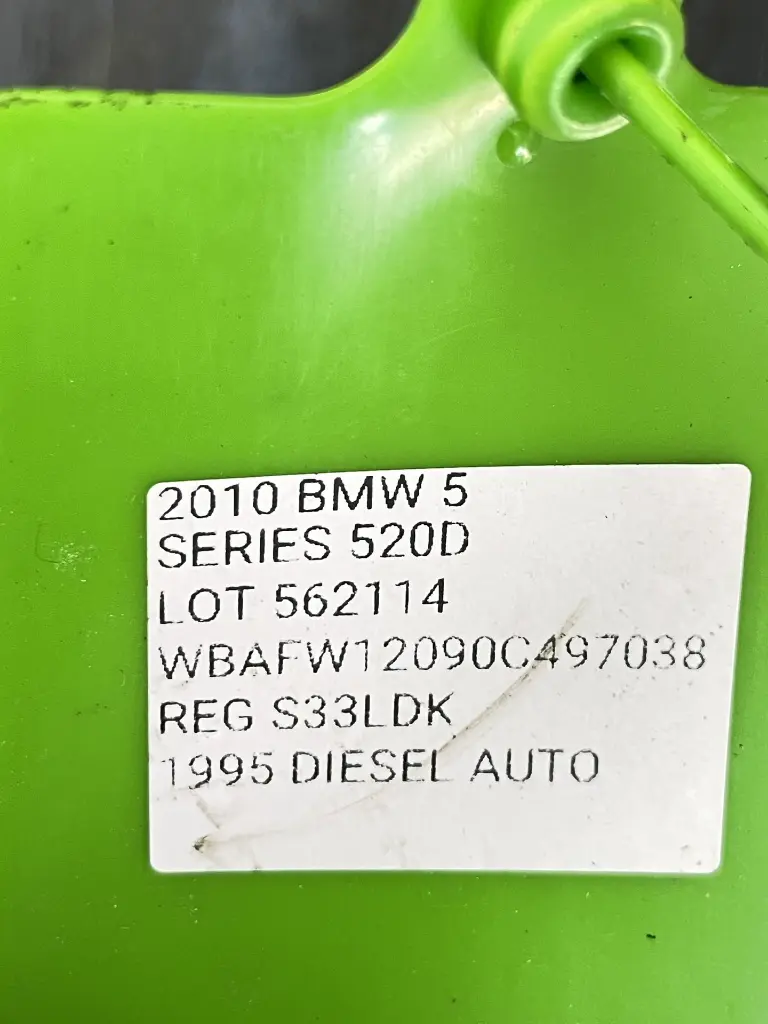 2010 BMW 5
SERIES 520D
LOT 562114
WBAFW12090C497038
REG S33LDK
1995 DIESEL AUTO